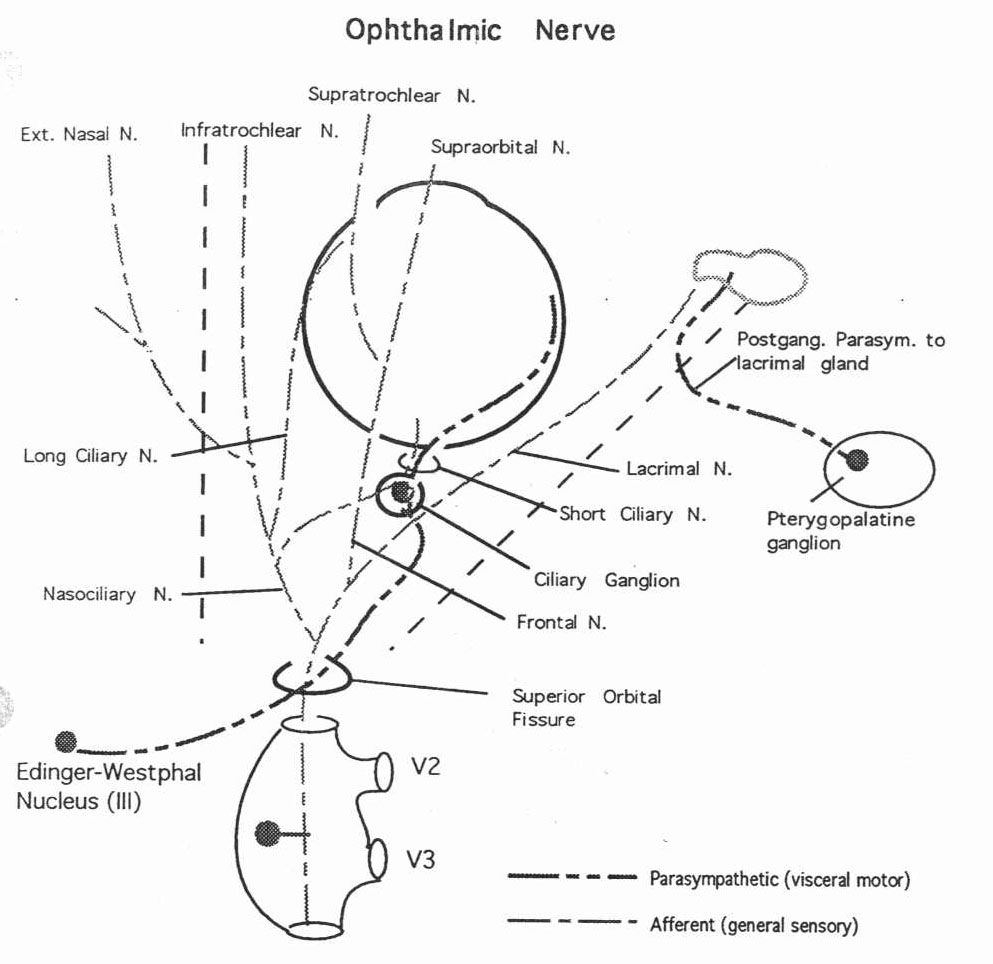 Ophthalmic Nerve
Supratrochlear N.
Ext. Nasal N.
Infratrochlear N.
Supraorbital N.
Postgang. Parasym. to
lacrimal gland
Long Ciliary N.
Lacrimal N.
Short Ciliary N.
Pterygopalatine
ganglion
Ciliary Ganglion
Nasociliary N.
Frontal N.
Superior Orbital
Fissure
Edinger-Westphal
Nucleus (III)
V2
V3
Parasympathetic (visceral motor)
Afferent (general sensory)